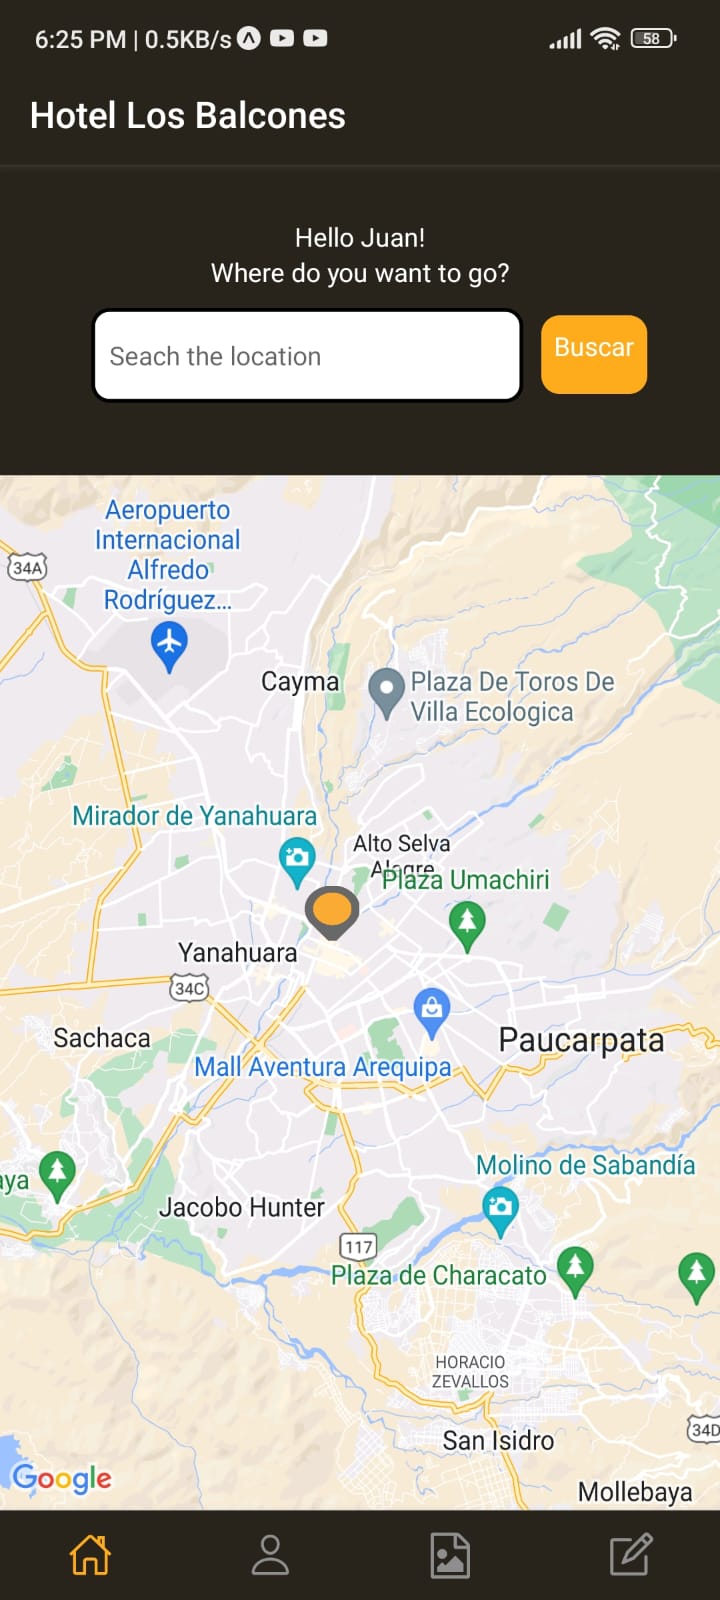 6:25 PM | 0.5KB/s
58
Hotel Los Balcones
Hello Juan!
Where do you want to go?
Seach the location
Buscar
Aeropuerto
Internacional
Alfredo
Rodríguez...
34A
Cayma
Plaza De Toros De
Villa Ecologica
Mirador de Yanahuara
Alto Selva
Alegre
Plaza Umachiri
Yanahuara
34C
Sachaca
Paucarpata
Mall Aventura Arequipa
Molino de Sabandía
aya
Jacobo Hunter
117
Plaza de Characato
HORACIO
ZEVALLOS
San Isidro
34D
Google
Mollebaya